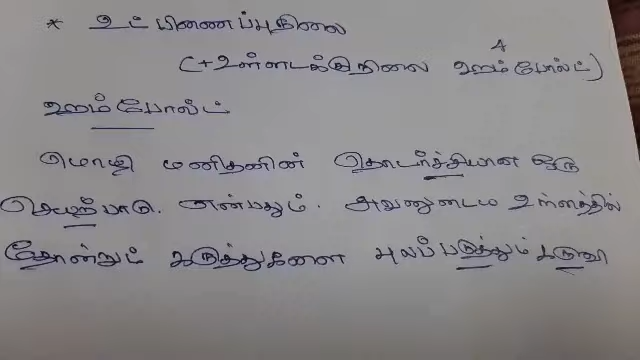 * உட்பிணைப்புநிலை
(+உள்ளடக்குநிலை ஹம்போல்ட்)
ஹம்போல்ட்
மொழி மனிதனின் தொடர்ச்சியான ஒரு
செயற்பாடு. என்பதும். அவனுடைய உள்ளத்தில்
தோன்றும் கருத்துகளை புலப்படுத்தும் கருவி